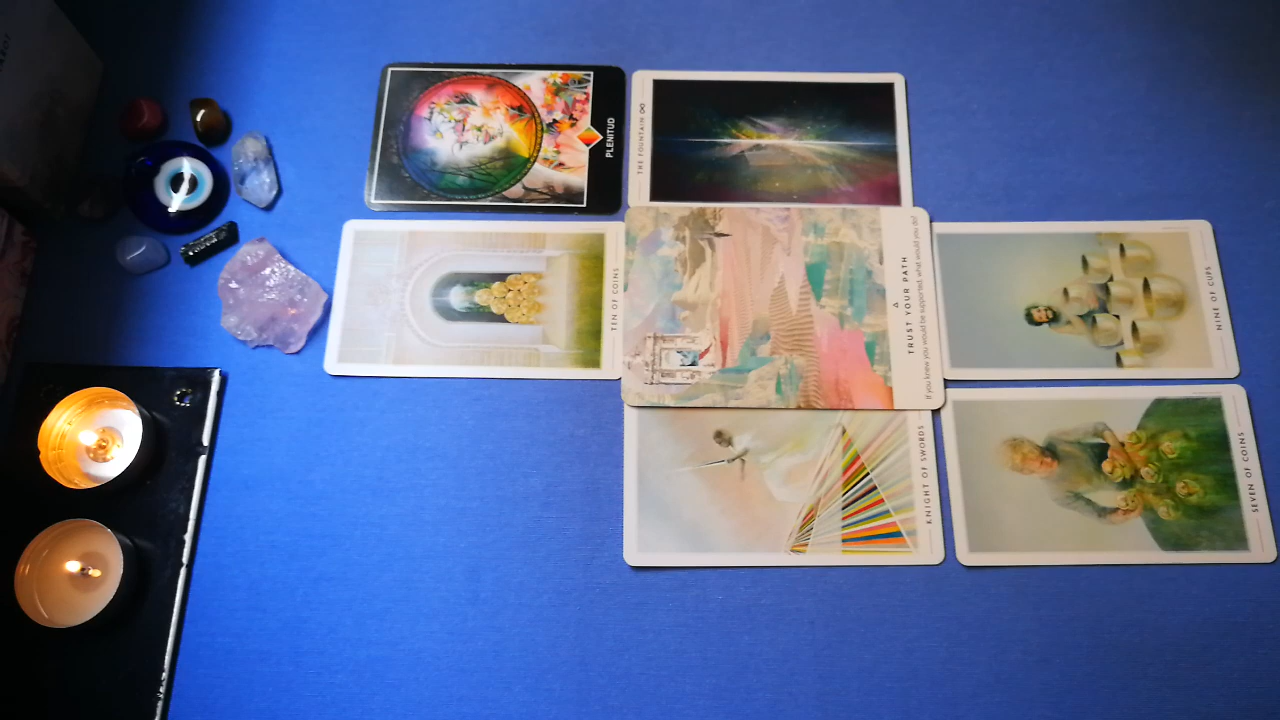 PLENITUD
THE FOUNTAIN ∞
TEN OF COINS
TRUST YOUR PATH
If you knew you would be supported, what would you do?
NINE OF CUPS
KNIGHT OF SWORDS
SEVEN OF COINS